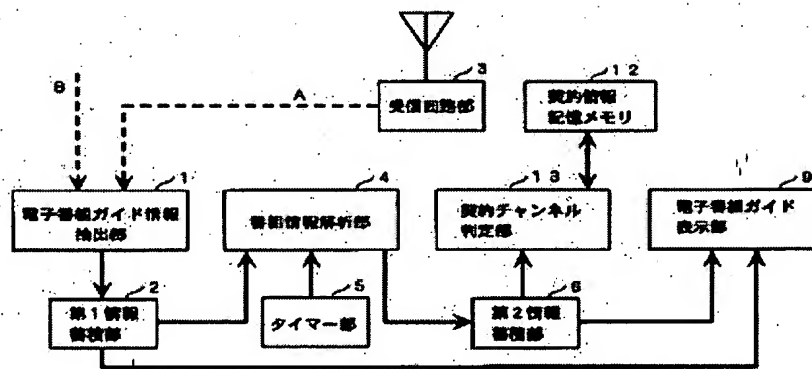 3
受信回路部
12
契約情報
記憶メモリ
B
A
1
電子番組ガイド情報
検出部
4
番組情報解析部
13
契約チャンネル
判定部
9
電子番組ガイド
表示部
2
第1情報
蓄積部
5
タイマー部
6
第2情報
蓄積部